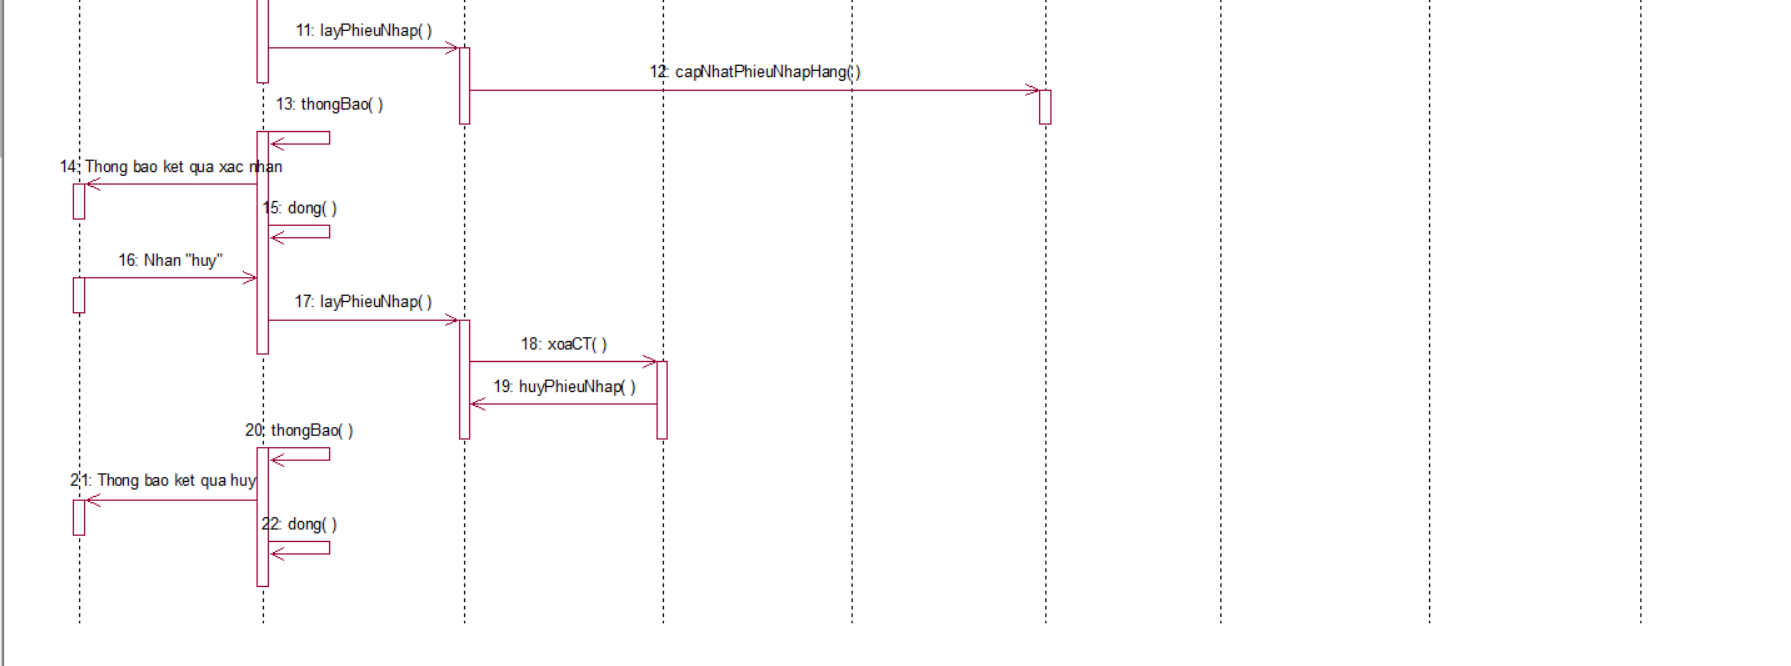 11: layPhieuNhap( )
12: capNhatPhieuNhapHang( )
13: thongBao( )
14: Thong bao ket qua xac nhan
15: dong( )
16: Nhan "huy"
17: layPhieuNhap( )
18: xoaCT( )
19: huyPhieuNhap( )
20: thongBao( )
21: Thong bao ket qua huy
22: dong( )